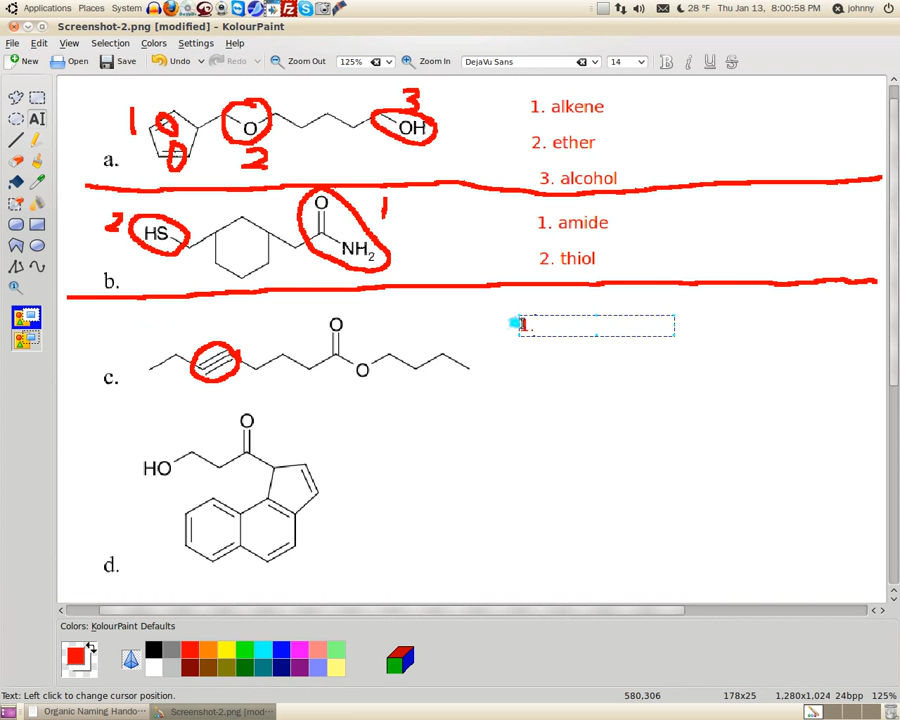 Applications Places System 28 °F Thu Jan 13, 8:00:58 PM johnny
Screenshot-2.png [modified] – KolourPaint
File Edit View Selection Colors Settings Help
New Open Save Undo Redo Zoom Out 125% Zoom In DejaVu Sans 14 B I U S
1 O 2 OH 3
a.
1. alkene
2. ether
3. alcohol
2 HS O NH2 1
b.
1. amide
2. thiol
O
O
c.
1.
O
HO
d.
Colors: KolourPaint Defaults
Text: Left click to change cursor position. 580,306 178x25 1,280x1,024 24bpp 125%
Organic Naming Hando... Screenshot-2.png [mod...